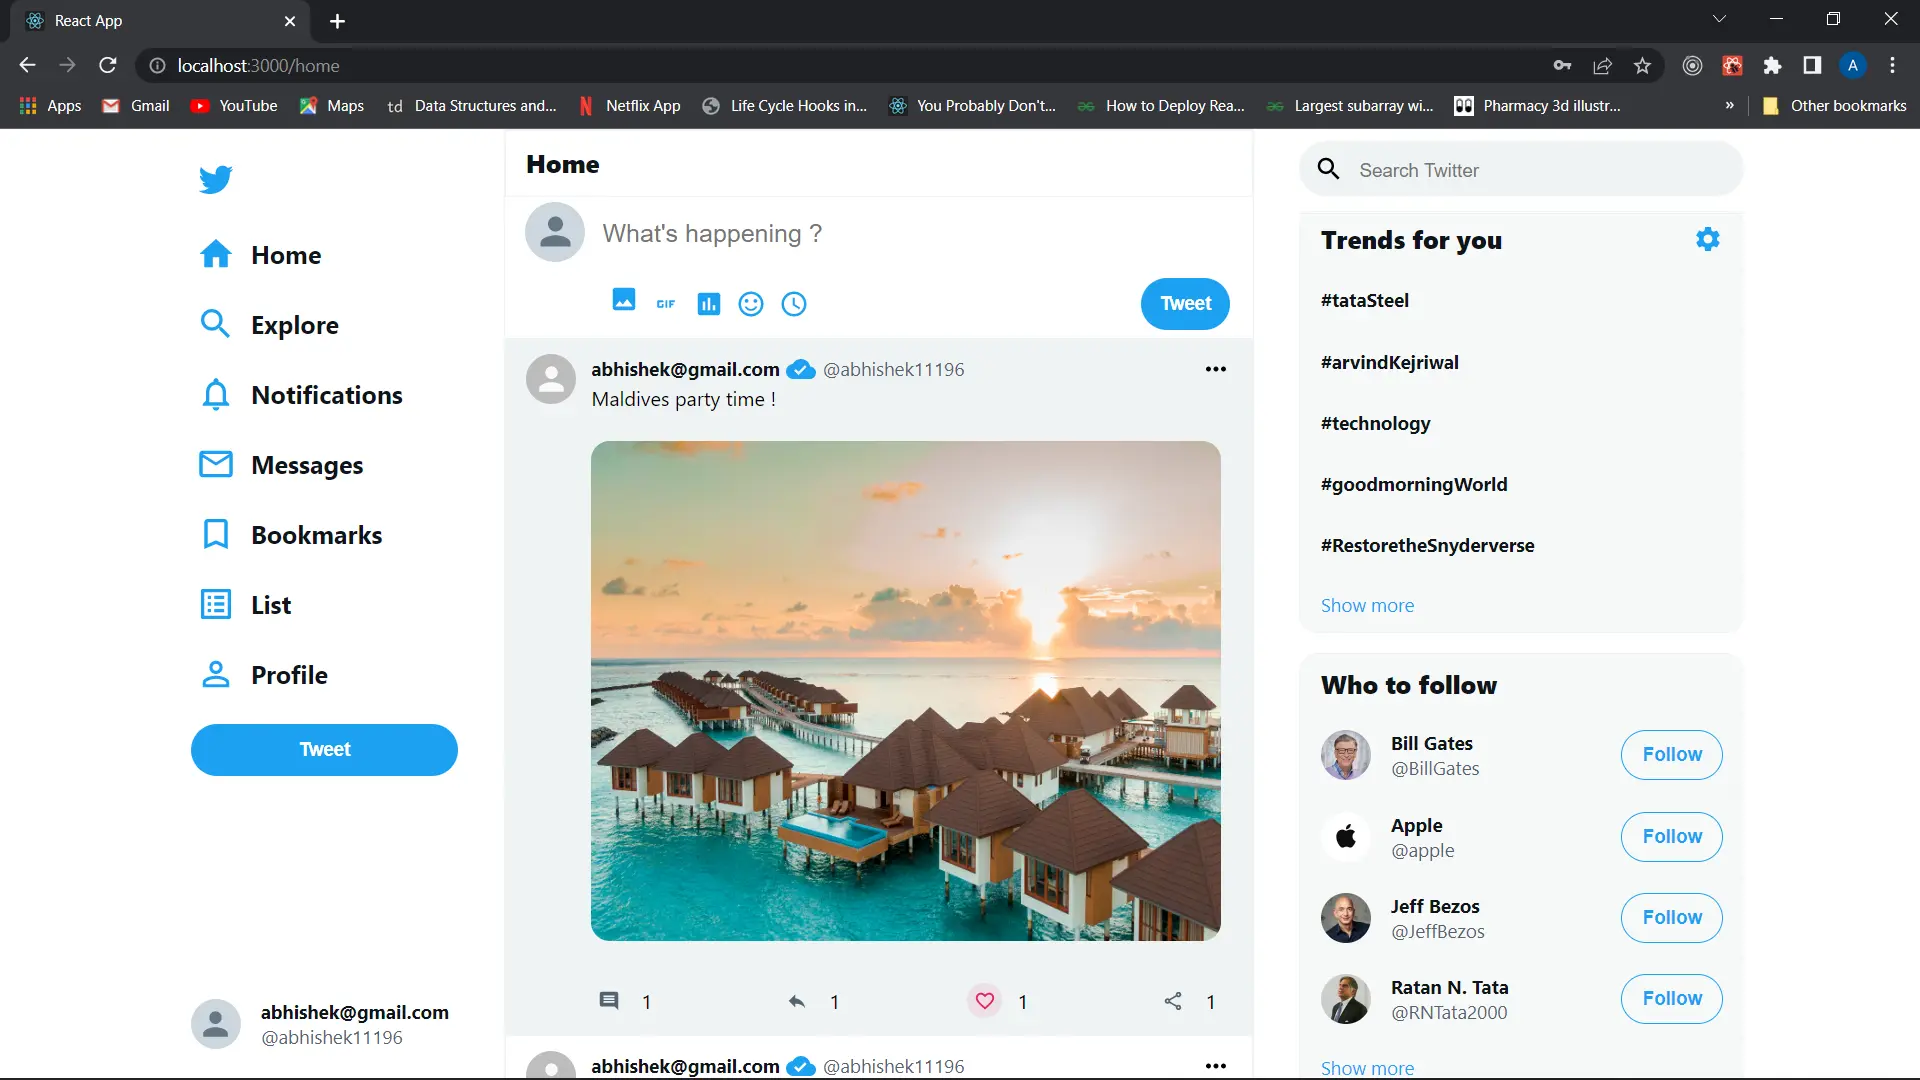 React App
localhost:3000/home
A
Apps Gmail YouTube Maps td Data Structures and... Netflix App Life Cycle Hooks in... You Probably Don't... How to Deploy Rea... Largest subarray wi... Pharmacy 3d illustr... » Other bookmarks
Home
Explore
Notifications
Messages
Bookmarks
List
Profile
Tweet
abhishek@gmail.com
@abhishek11196
Home
What's happening ?
GIF
Tweet
abhishek@gmail.com @abhishek11196
Maldives party time !
1 1 1 1
abhishek@gmail.com @abhishek11196
Search Twitter
Trends for you
#tataSteel
#arvindKejriwal
#technology
#goodmorningWorld
#RestoretheSnyderverse
Show more
Who to follow
Bill Gates
@BillGates
Follow
Apple
@apple
Follow
Jeff Bezos
@JeffBezos
Follow
Ratan N. Tata
@RNTata2000
Follow
Show more